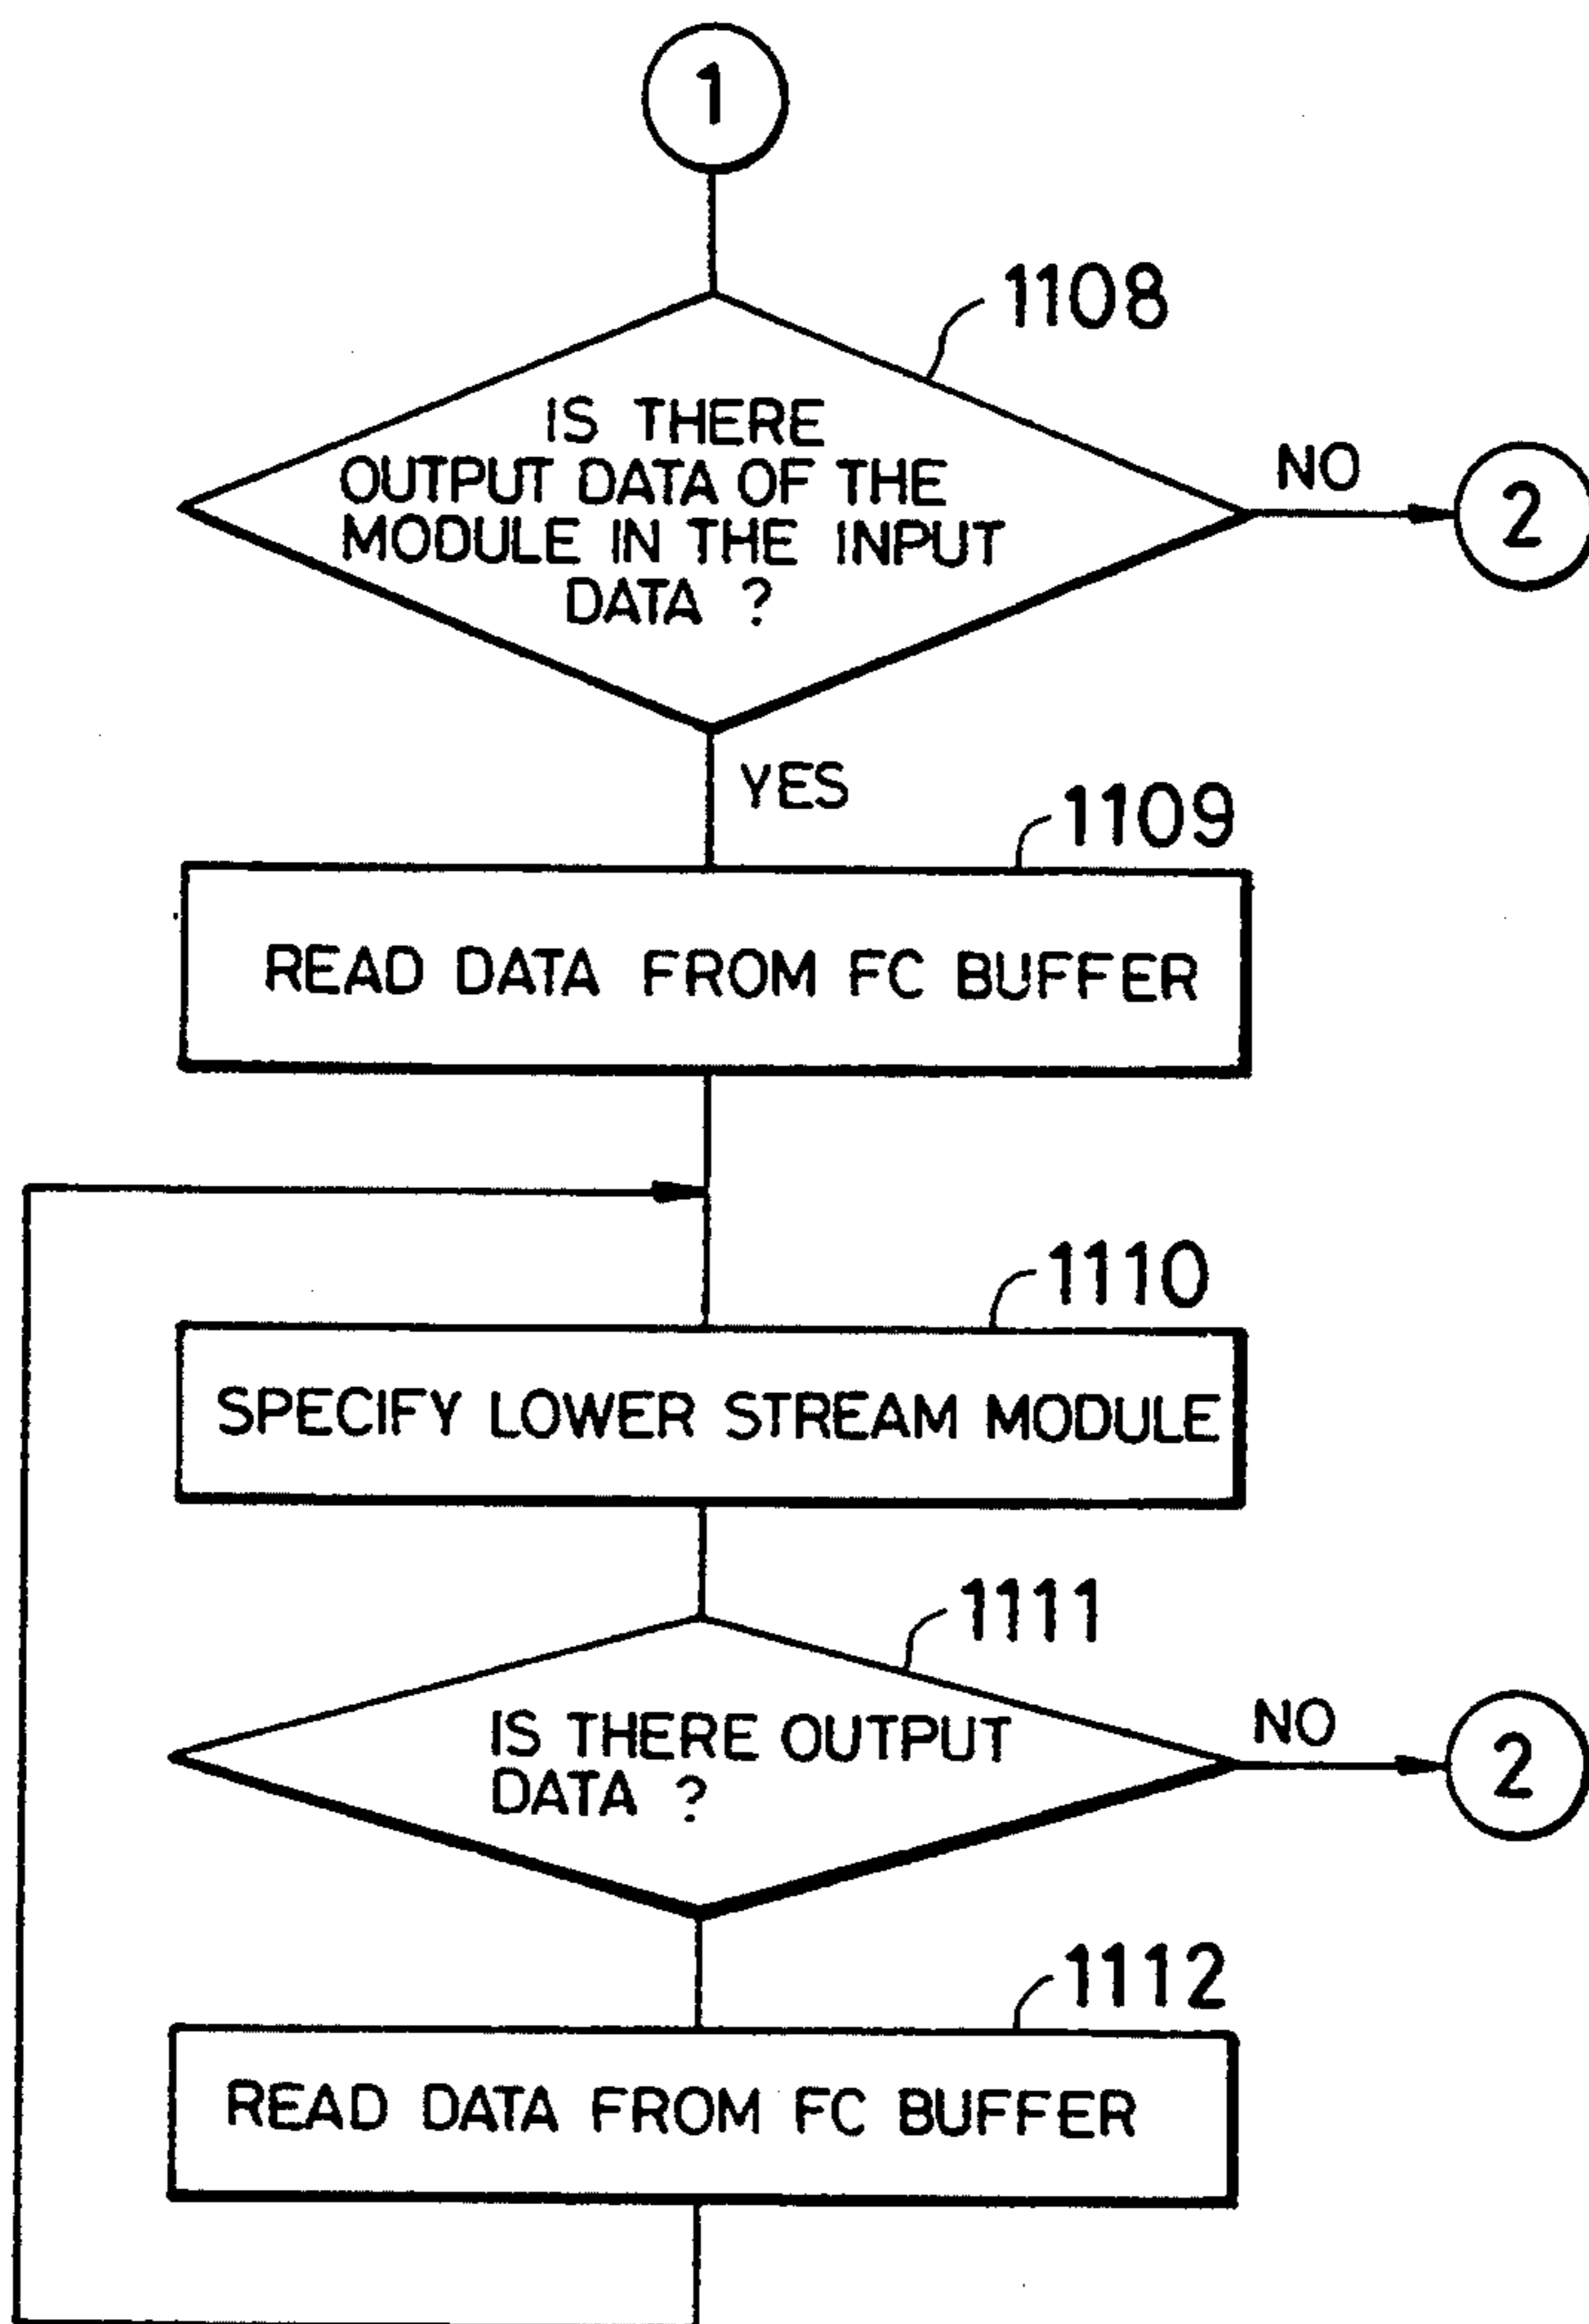 1
1108
IS THERE
OUTPUT DATA OF THE
MODULE IN THE INPUT
DATA ?
NO
2
YES
1109
READ DATA FROM FC BUFFER
1110
SPECIFY LOWER STREAM MODULE
1111
IS THERE OUTPUT
DATA ?
NO
2
1112
READ DATA FROM FC BUFFER